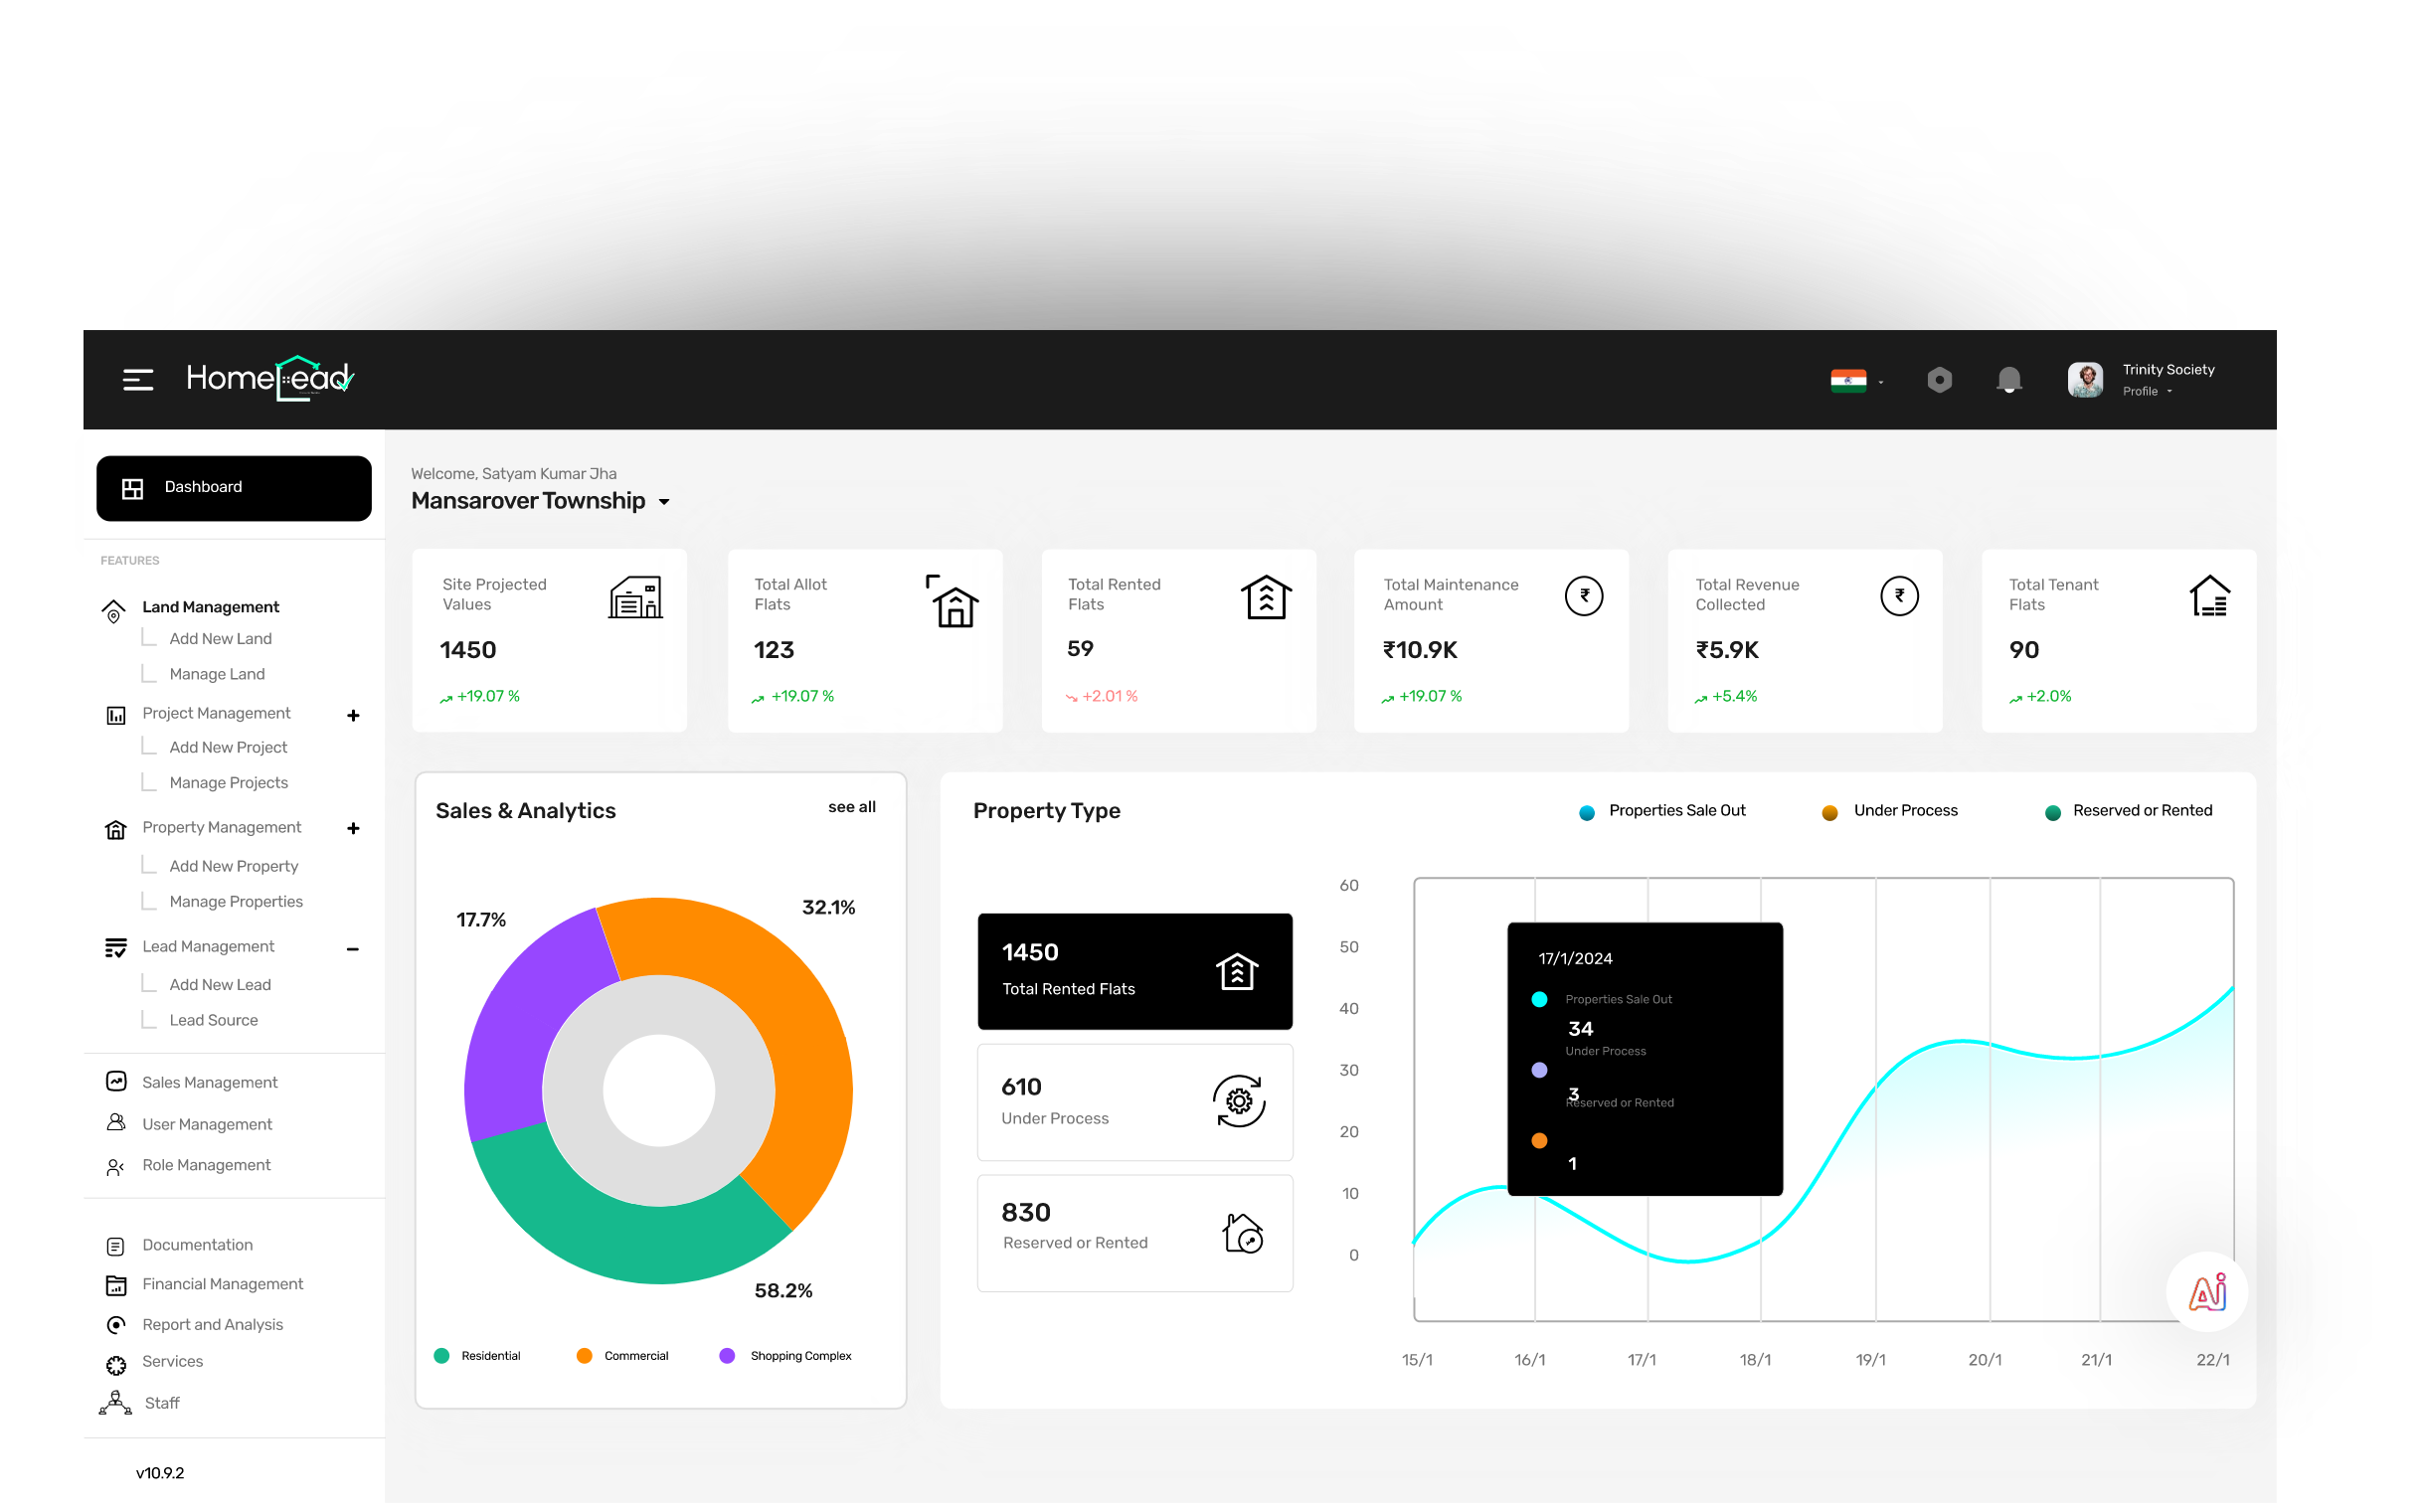 HomeLead
Trinity Society
Profile
Dashboard
FEATURES
Land Management
Add New Land
Manage Land
Project Management
Add New Project
Manage Projects
Property Management
Add New Property
Manage Properties
Lead Management
Add New Lead
Lead Source
Sales Management
User Management
Role Management
Documentation
Financial Management
Report and Analysis
Services
Staff
v10.9.2
Welcome, Satyam Kumar Jha
Mansarover Township
Site Projected
Values
1450
+19.07 %
Total Allot
Flats
123
+19.07 %
Total Rented
Flats
59
+2.01 %
Total Maintenance
Amount
₹
₹10.9K
+19.07 %
Total Revenue
Collected
₹
₹5.9K
+5.4%
Total Tenant
Flats
90
+2.0%
Sales & Analytics
see all
17.7%
32.1%
58.2%
Residential
Commercial
Shopping Complex
Property Type
Properties Sale Out
Under Process
Reserved or Rented
1450
Total Rented Flats
610
Under Process
830
Reserved or Rented
60
50
40
30
20
10
0
17/1/2024
Properties Sale Out
34
Under Process
3
Reserved or Rented
1
15/1
16/1
17/1
18/1
19/1
20/1
21/1
22/1
Ai